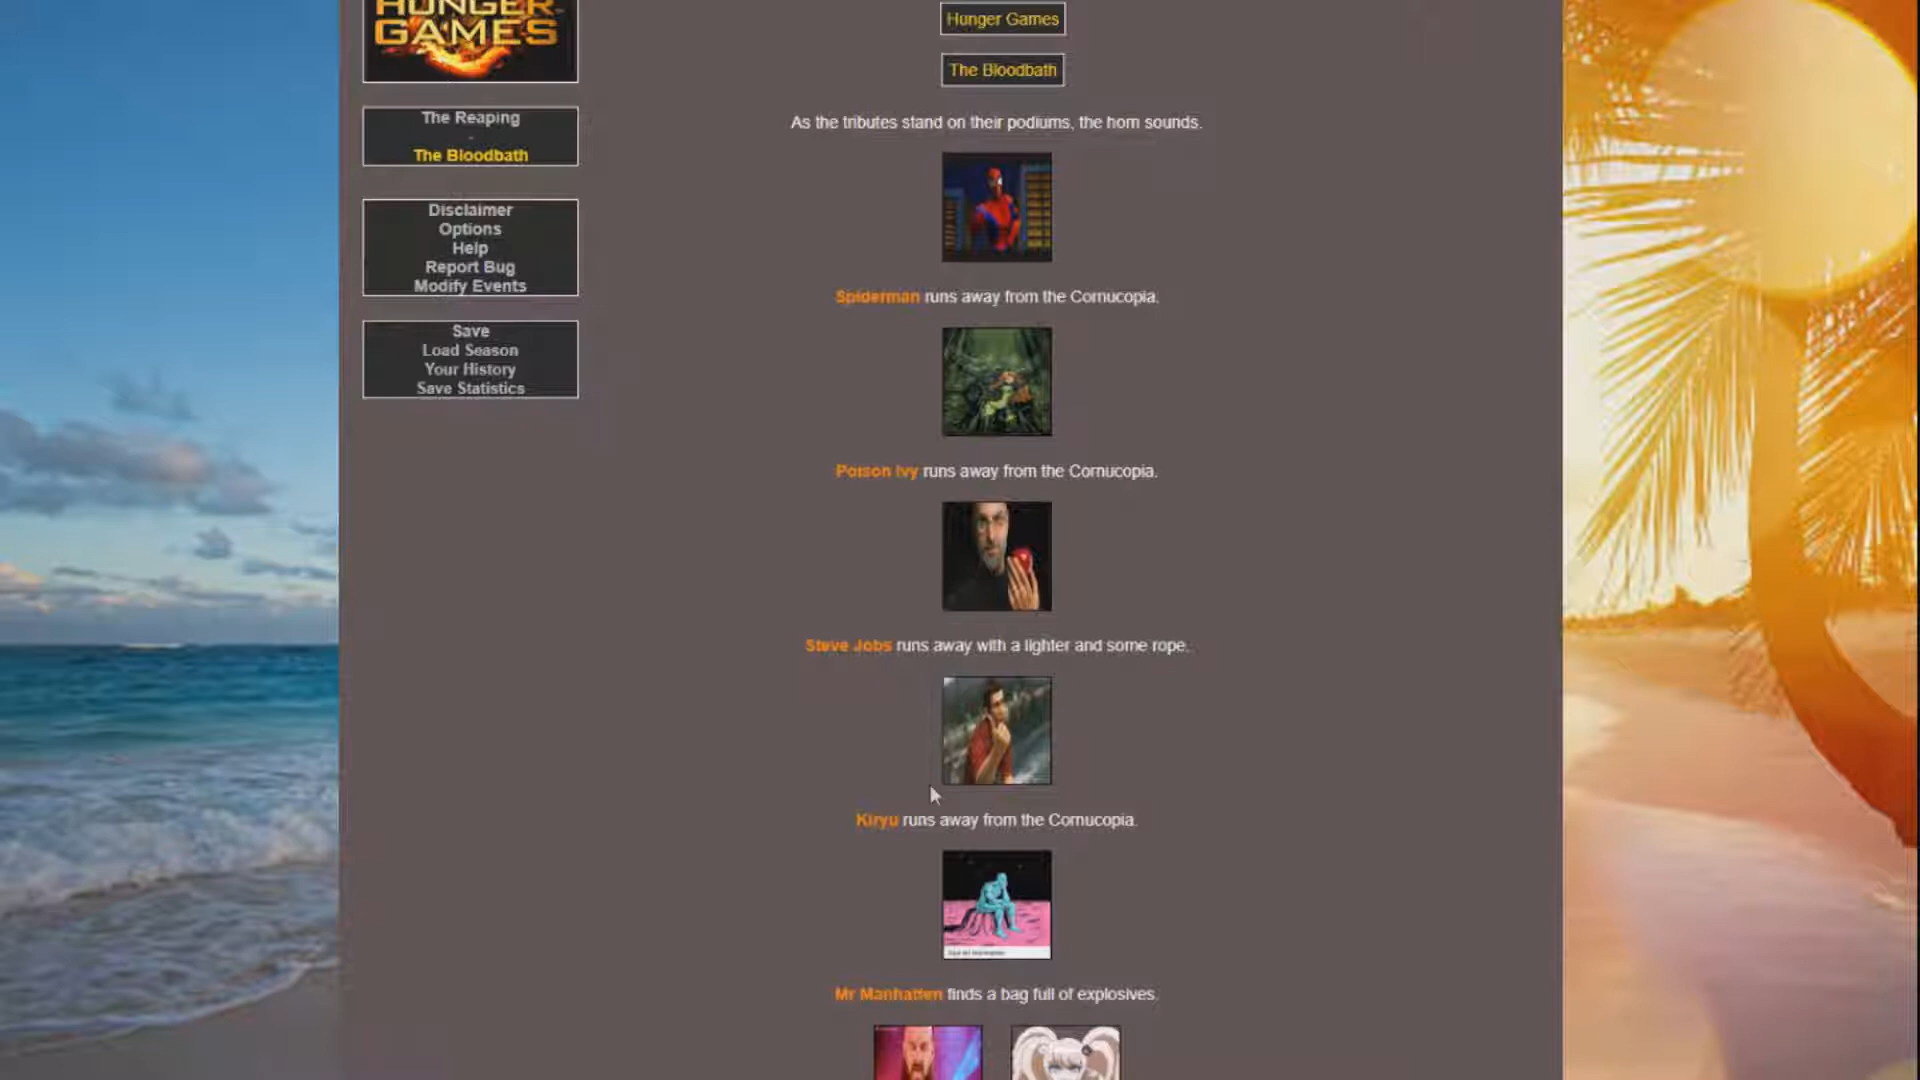 HUNGER
GAMES
The Reaping
-
The Bloodbath
Disclaimer
Options
Help
Report Bug
Modify Events
Save
Load Season
Your History
Save Statistics
Hunger Games
The Bloodbath
As the tributes stand on their podiums, the horn sounds.
Spiderman runs away from the Cornucopia.
Poison Ivy runs away from the Cornucopia.
Steve Jobs runs away with a lighter and some rope.
Kiryu runs away from the Cornucopia.
Mr Manhatten finds a bag full of explosives.